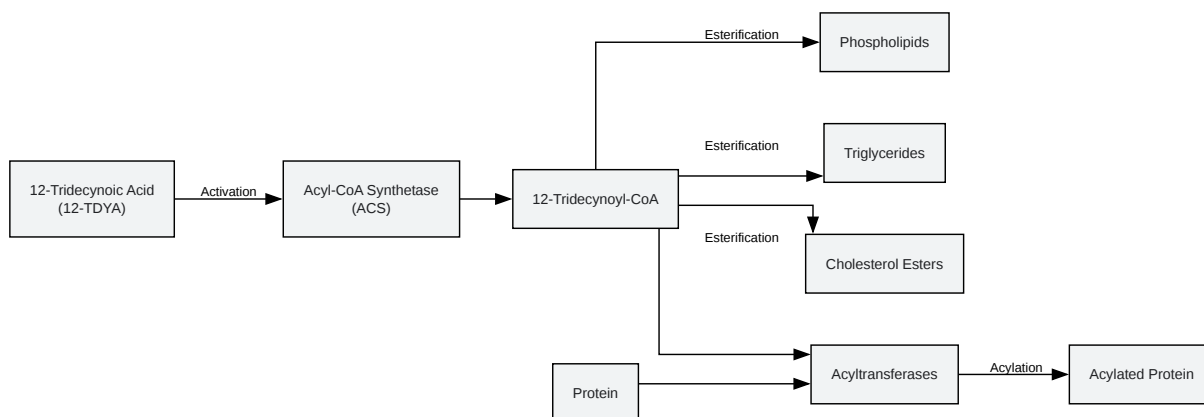 Esterification
Phospholipids
Esterification
Triglycerides
12-Tridecynoic Acid
(12-TDYA)
Activation
Acyl-CoA Synthetase
(ACS)
12-Tridecynoyl-CoA
Esterification
Cholesterol Esters
Protein
Acyltransferases
Acylation
Acylated Protein